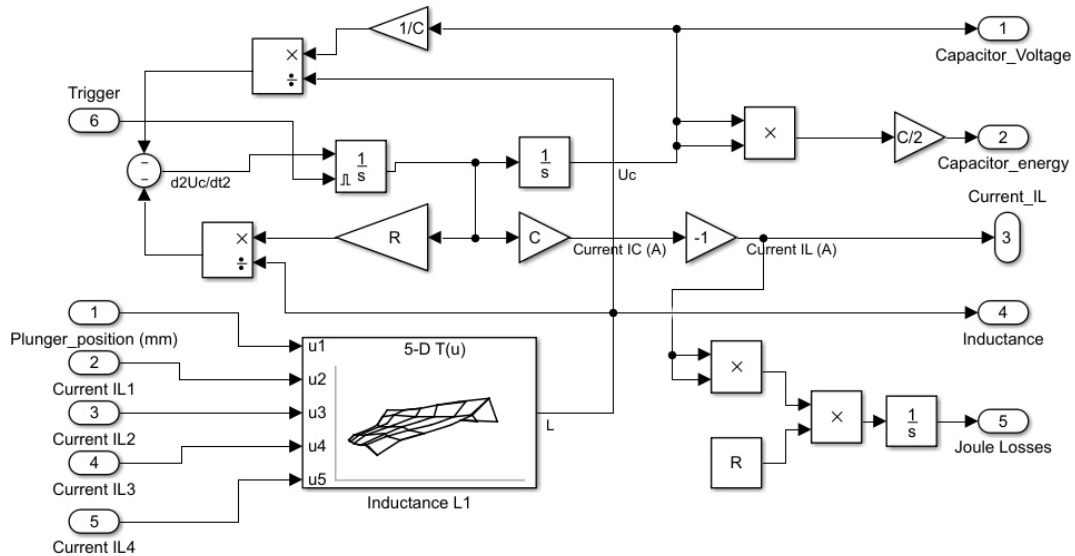 1/C
1
Capacitor_Voltage
×
÷
Trigger
6
1
s
1
s
Uc
×
C/2
2
Capacitor_energy
−
−
d2Uc/dt2
Current_IL
3
×
÷
R
C
Current IC (A)
-1
Current IL (A)
1
Plunger_position (mm)
2
Current IL1
3
Current IL2
4
Current IL3
5
Current IL4
5-D T(u)
u1
u2
u3
u4
u5
L
Inductance L1
4
Inductance
×
×
R
1
s
5
Joule Losses